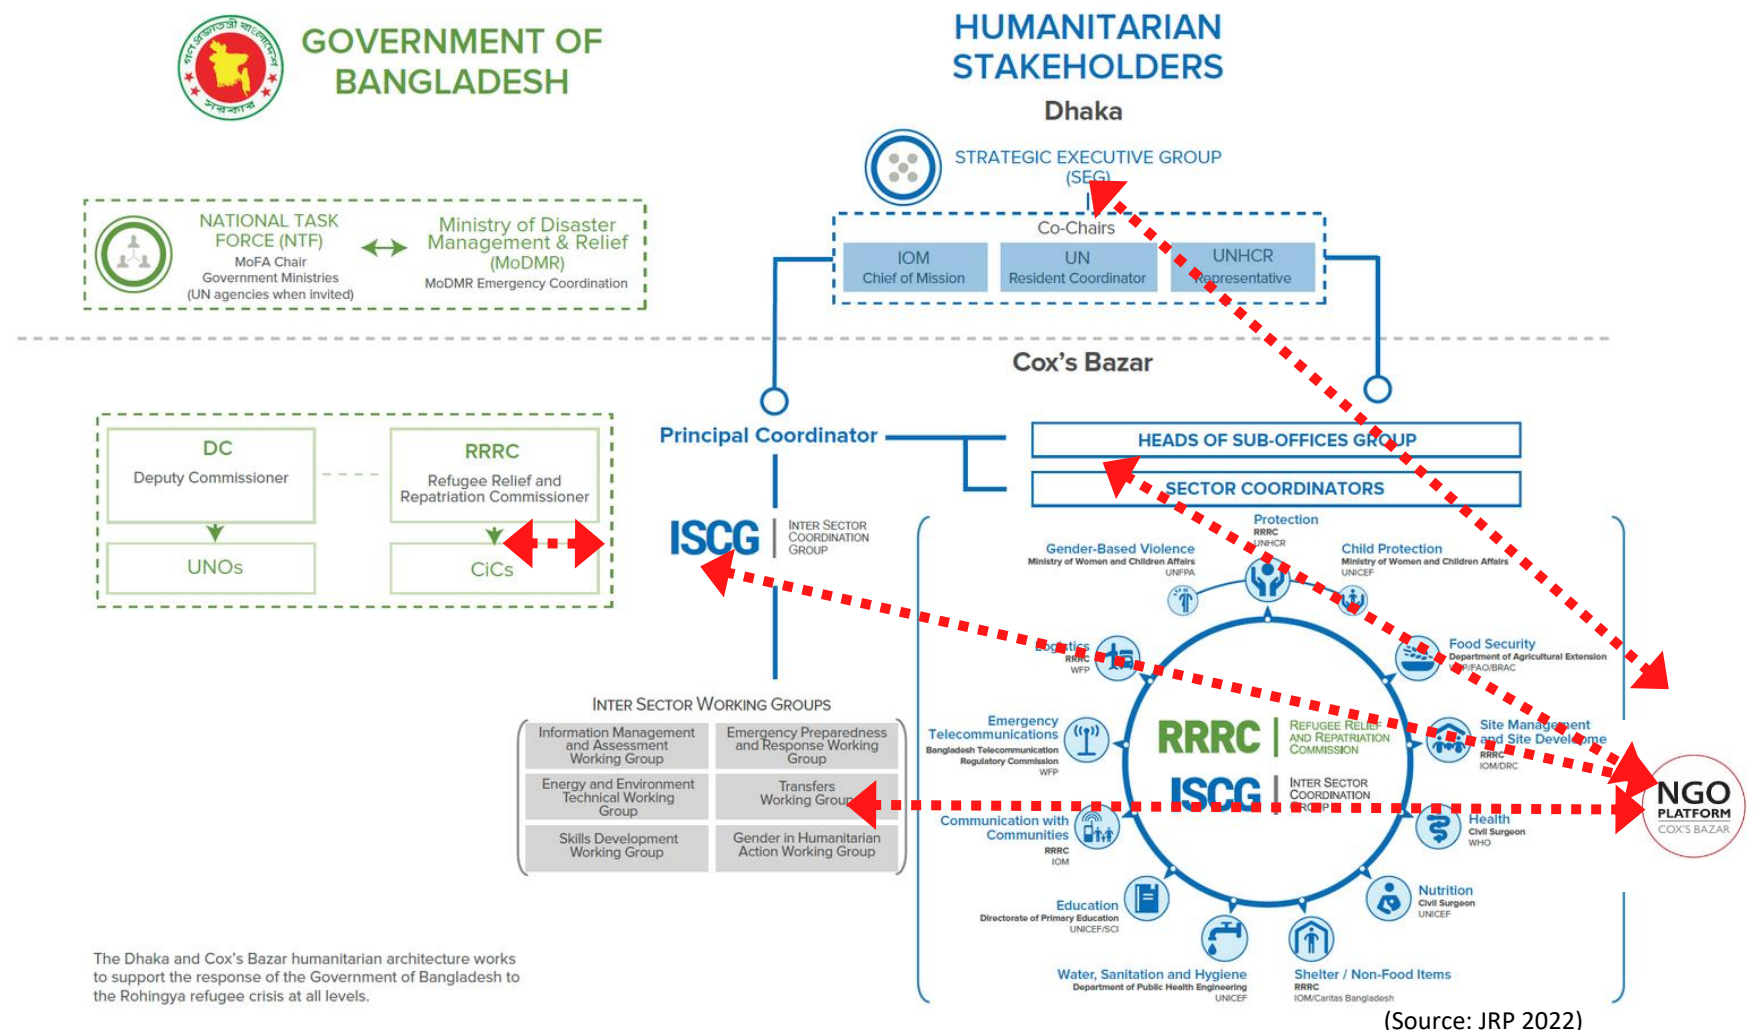 গণপ্রজাতন্ত্রী বাংলাদেশ
সরকার
GOVERNMENT OF
BANGLADESH
HUMANITARIAN
STAKEHOLDERS
Dhaka
STRATEGIC EXECUTIVE GROUP
(SEG)
Co-Chairs
IOM
Chief of Mission
UN
Resident Coordinator
UNHCR
Representative
NATIONAL TASK
FORCE (NTF)
MoFA Chair
Government Ministries
(UN agencies when invited)
Ministry of Disaster
Management & Relief
(MoDMR)
MoDMR Emergency Coordination
Cox's Bazar
DC
Deputy Commissioner
RRRC
Refugee Relief and
Repatriation Commissioner
UNOs
CiCs
Principal Coordinator
HEADS OF SUB-OFFICES GROUP
SECTOR COORDINATORS
ISCG
INTER SECTOR
COORDINATION
GROUP
INTER SECTOR WORKING GROUPS
Information Management
and Assessment
Working Group
Emergency Preparedness
and Response Working
Group
Energy and Environment
Technical Working
Group
Transfers
Working Group
Skills Development
Working Group
Gender in Humanitarian
Action Working Group
Protection
RRRC
UNHCR
Gender-Based Violence
Ministry of Women and Children Affairs
UNFPA
Child Protection
Ministry of Women and Children Affairs
UNICEF
Logistics
RRRC
WFP
Food Security
Department of Agricultural Extension
WFP/FAO/BRAC
Emergency
Telecommunications
Bangladesh Telecommunication
Regulatory Commission
WFP
Site Management
and Site Developme
RRRC
IOM/DRC
RRRC
REFUGEE RELIEF
AND REPATRIATION
COMMISSION
ISCG
INTER SECTOR
COORDINATION
GROUP
Communication with
Communities
RRRC
IOM
Health
Civil Surgeon
WHO
Education
Directorate of Primary Education
UNICEF/SCI
Nutrition
Civil Surgeon
UNICEF
Water, Sanitation and Hygiene
Department of Public Health Engineering
UNICEF
Shelter / Non-Food Items
RRRC
IOM/Caritas Bangladesh
NGO
PLATFORM
COX'S BAZAR
The Dhaka and Cox's Bazar humanitarian architecture works
to support the response of the Government of Bangladesh to
the Rohingya refugee crisis at all levels.
(Source: JRP 2022)